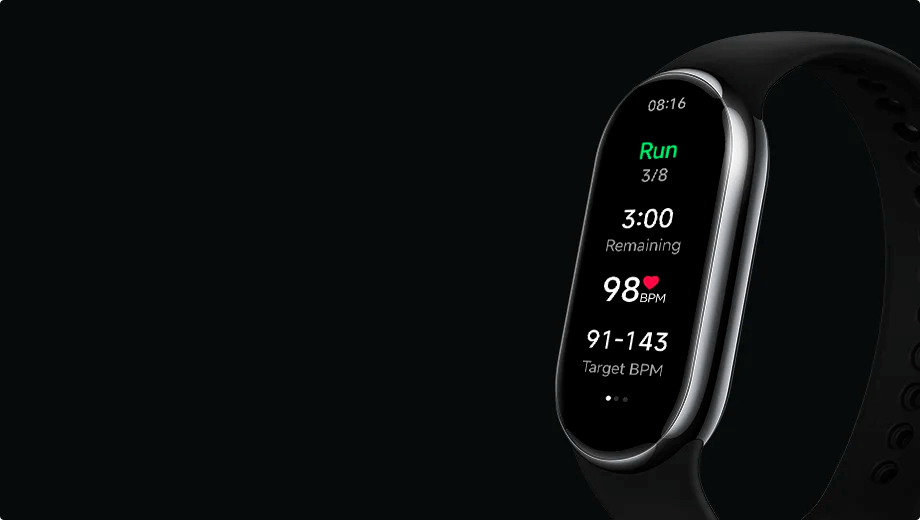 08:16
Run
3/8
3:00
Remaining
98 BPM
91-143
Target BPM